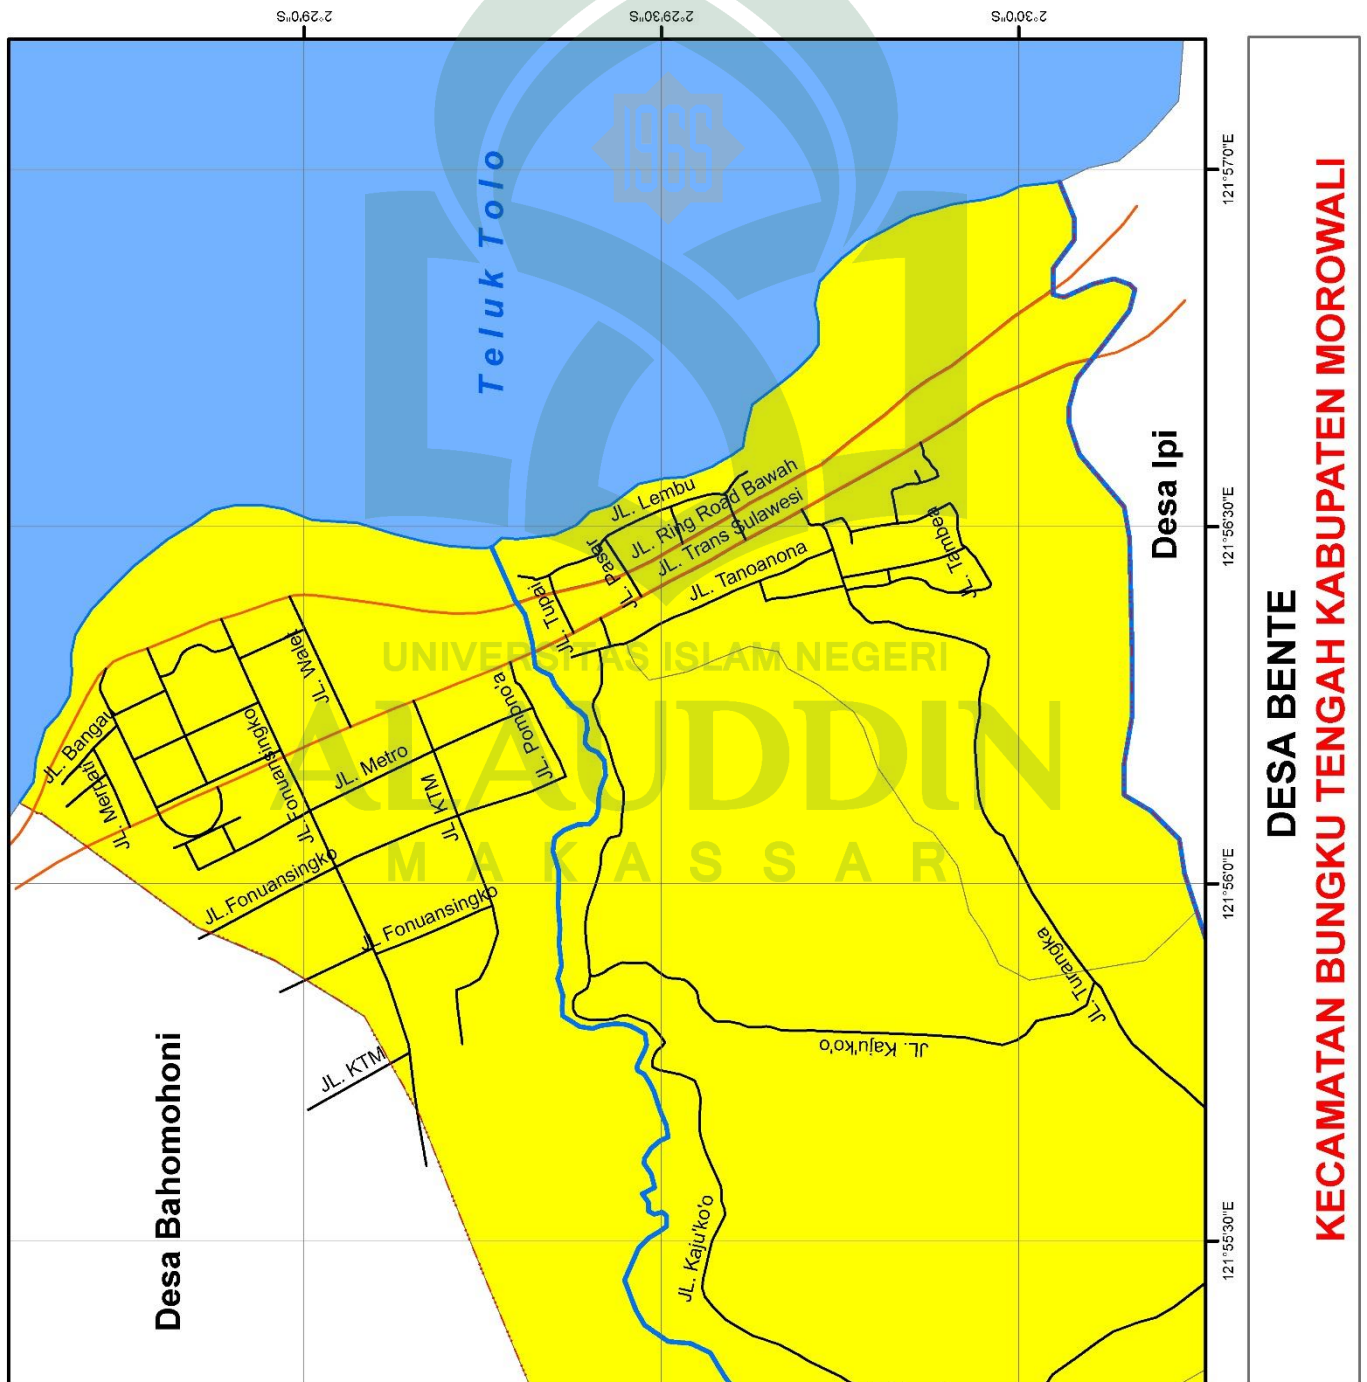 2°29'0"S
2°29'30"S
2°30'0"S
121°57'0"E
121°56'30"E
121°56'0"E
121°55'30"E
Teluk Tolo
1965
JL. Lembu
JL. Ring Road Bawah
JL. Trans Sulawesi
JL. Pasar
JL. Tanoanona
JL. Tambea
JL. Tambea
JL. Tupai
JL. Walet
JL. Pompno'a
JL. Bangau
JL. Merpati
JL. Fonuansingko
JL. Metro
JL. KTM
JL.Fonuansingko
JL Fonuansingko
JL. KTM
JL. Turangka
JL. Kaju'ko'o
JL. Kaju'ko'o
Desa Ipi
Desa Bahomohoni
UNIVERSITAS ISLAM NEGERI
ALAUDDIN
MAKASSAR
DESA BENTE
KECAMATAN BUNGKU TENGAH KABUPATEN MOROWALI